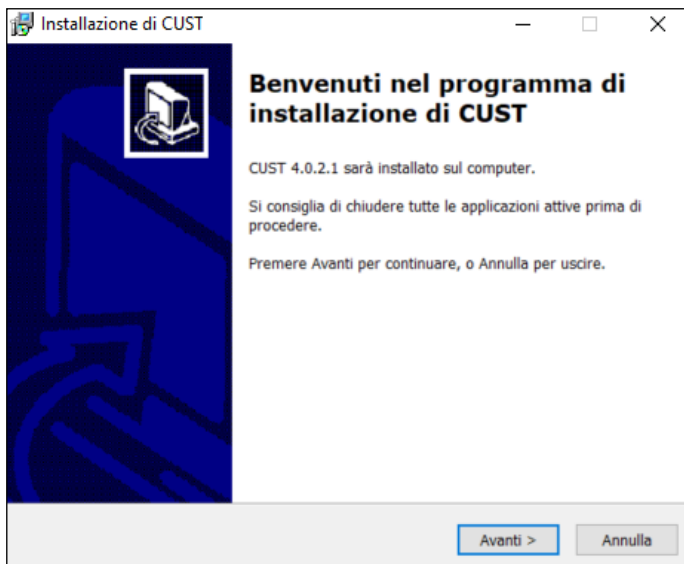 Installazione di CUST
Benvenuti nel programma di
installazione di CUST
CUST 4.0.2.1 sarà installato sul computer.
Si consiglia di chiudere tutte le applicazioni attive prima di
procedere.
Premere Avanti per continuare, o Annulla per uscire.
Avanti >
Annulla